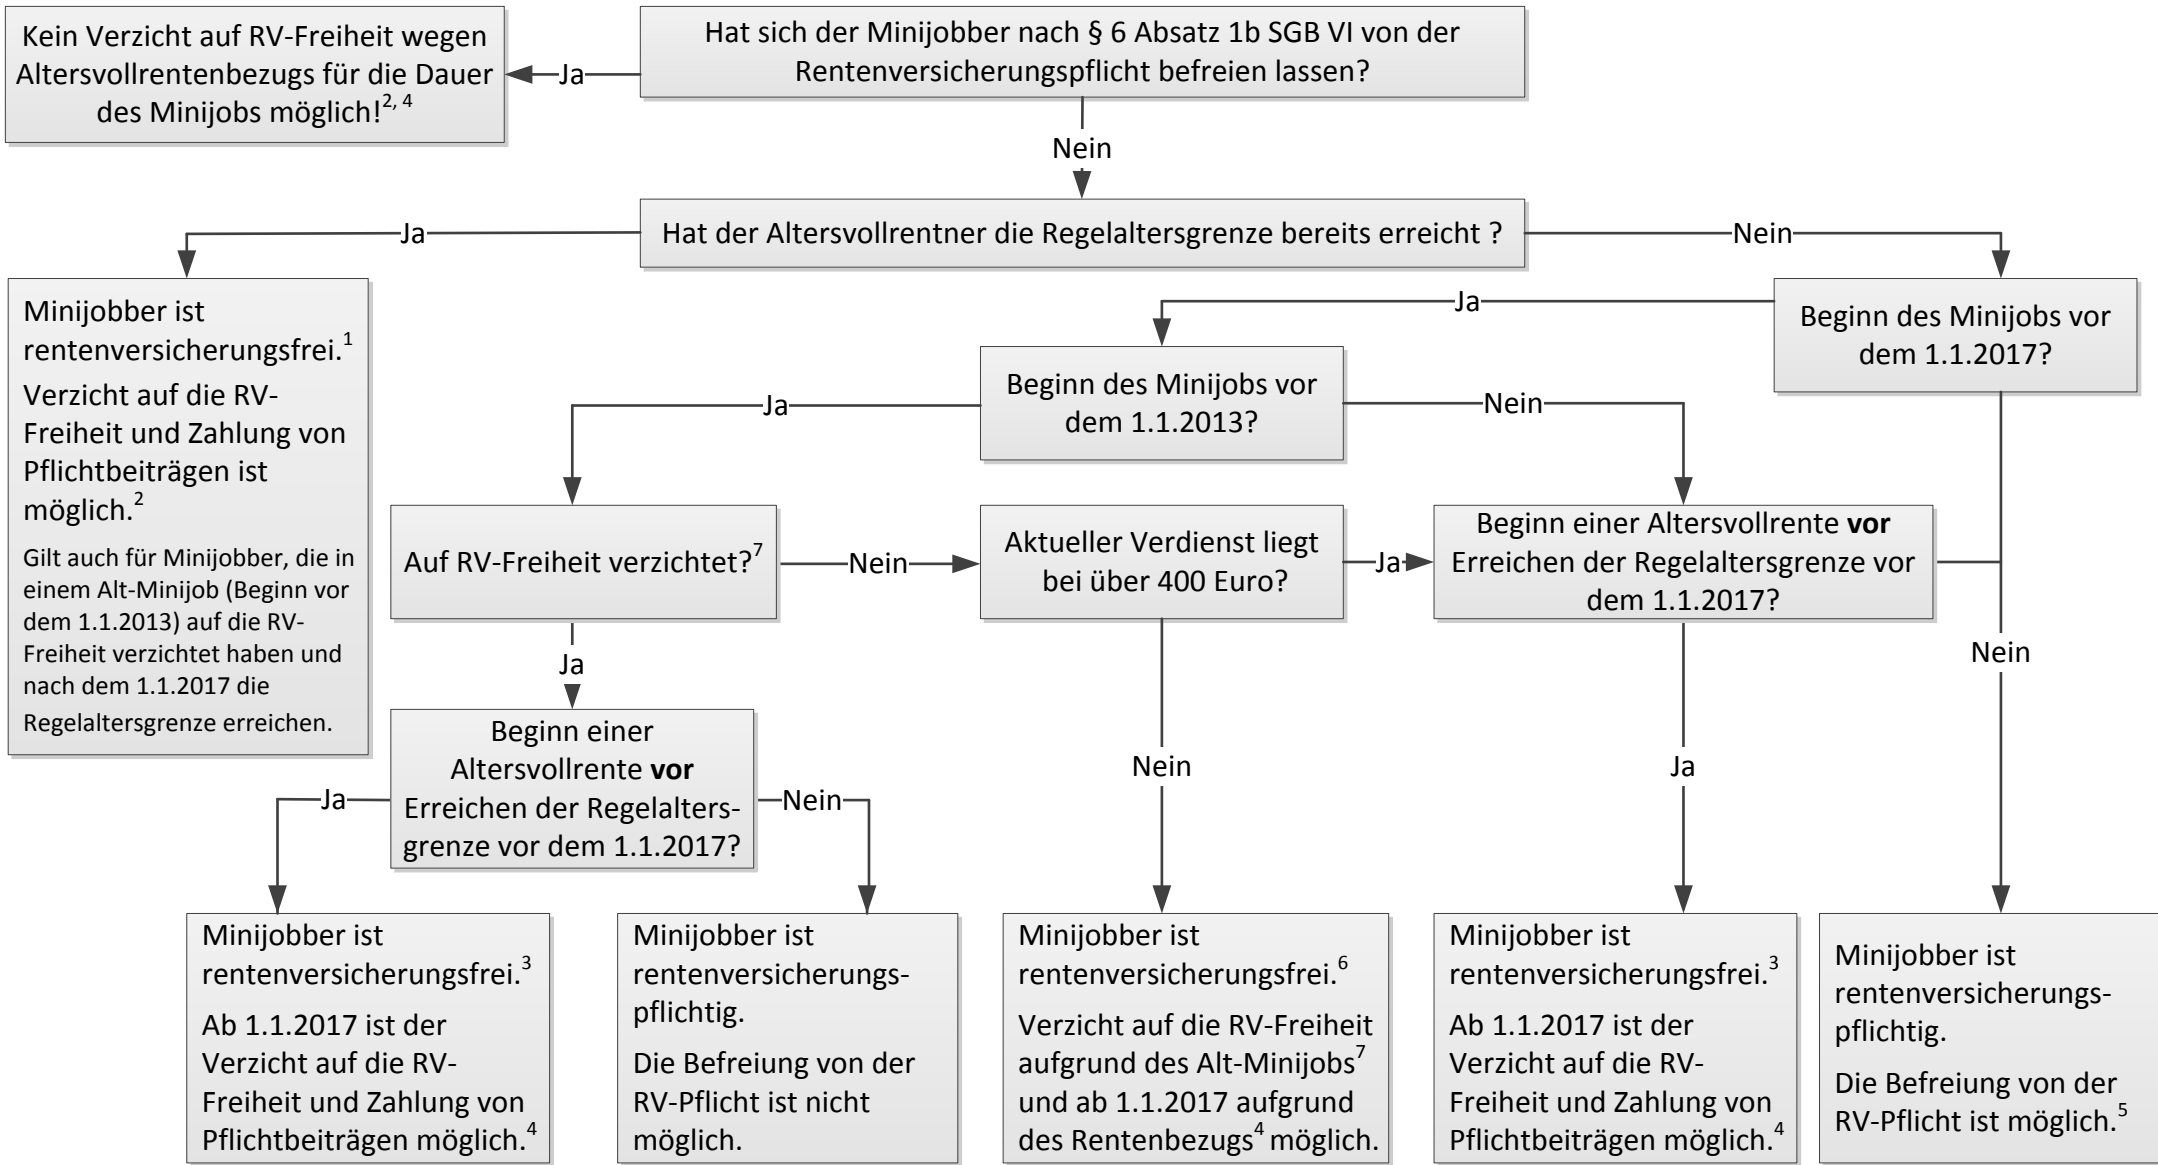 Kein Verzicht auf RV-Freiheit wegen
Altersvollrentenbezugs für die Dauer
des Minijobs möglich!2, 4
Ja
Hat sich der Minijobber nach § 6 Absatz 1b SGB VI von der
Rentenversicherungspflicht befreien lassen?
Nein
Hat der Altersvollrentner die Regelaltersgrenze bereits erreicht ?
Ja
Nein
Minijobber ist
rentenversicherungsfrei.1
Verzicht auf die RV-
Freiheit und Zahlung von
Pflichtbeiträgen ist
möglich.2
Gilt auch für Minijobber, die in
einem Alt-Minijob (Beginn vor
dem 1.1.2013) auf die RV-
Freiheit verzichtet haben und
nach dem 1.1.2017 die
Regelaltersgrenze erreichen.
Beginn des Minijobs vor
dem 1.1.2017?
Ja
Beginn des Minijobs vor
dem 1.1.2013?
Ja
Nein
Auf RV-Freiheit verzichtet?7
Nein
Aktueller Verdienst liegt
bei über 400 Euro?
Ja
Beginn einer Altersvollrente vor
Erreichen der Regelaltersgrenze vor
dem 1.1.2017?
Ja
Nein
Ja
Nein
Beginn einer
Altersvollrente vor
Erreichen der Regelalters-
grenze vor dem 1.1.2017?
Ja
Nein
Minijobber ist
rentenversicherungsfrei.3
Ab 1.1.2017 ist der
Verzicht auf die RV-
Freiheit und Zahlung von
Pflichtbeiträgen möglich.4
Minijobber ist
rentenversicherungs-
pflichtig.
Die Befreiung von der
RV-Pflicht ist nicht
möglich.
Minijobber ist
rentenversicherungsfrei.6
Verzicht auf die RV-Freiheit
aufgrund des Alt-Minijobs7
und ab 1.1.2017 aufgrund
des Rentenbezugs4 möglich.
Minijobber ist
rentenversicherungsfrei.3
Ab 1.1.2017 ist der
Verzicht auf die RV-
Freiheit und Zahlung von
Pflichtbeiträgen möglich.4
Minijobber ist
rentenversicherungs-
pflichtig.
Die Befreiung von der
RV-Pflicht ist möglich.5